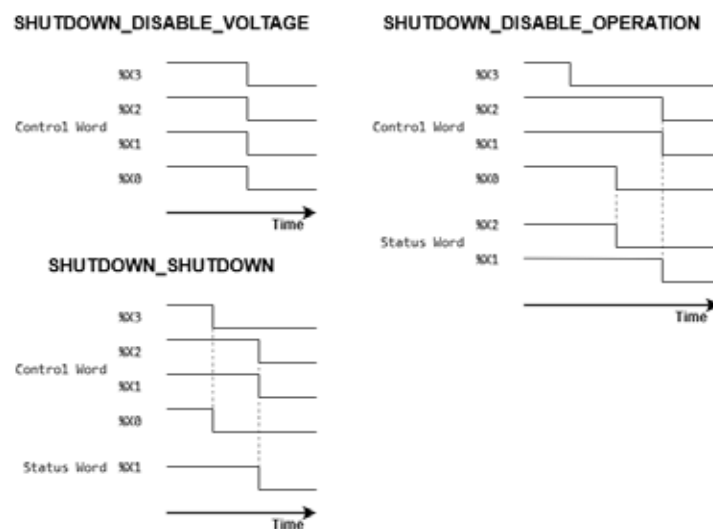 SHUTDOWN_DISABLE_VOLTAGE
%X3
%X2
Control Word
%X1
%X0
Time
SHUTDOWN_SHUTDOWN
%X3
%X2
Control Word
%X1
%X0
Status Word %X1
Time
SHUTDOWN_DISABLE_OPERATION
%X3
%X2
Control Word
%X1
%X0
%X2
Status Word
%X1
Time